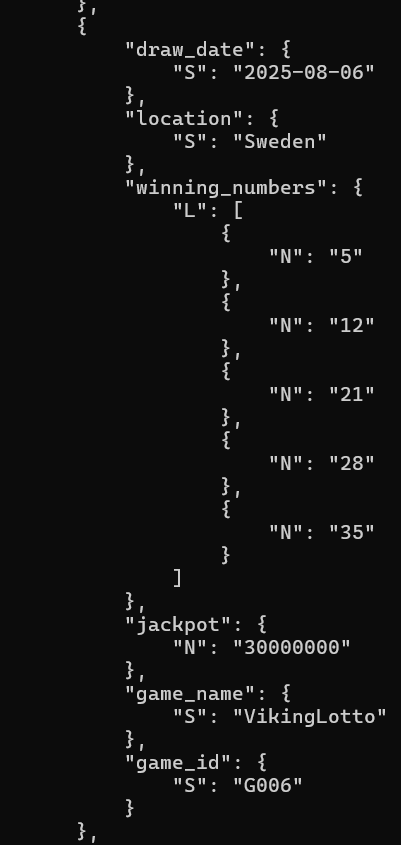 },
{
"draw_date": {
"S": "2025-08-06"
},
"location": {
"S": "Sweden"
},
"winning_numbers": {
"L": [
{
"N": "5"
},
{
"N": "12"
},
{
"N": "21"
},
{
"N": "28"
},
{
"N": "35"
}
]
},
"jackpot": {
"N": "30000000"
},
"game_name": {
"S": "VikingLotto"
},
"game_id": {
"S": "G006"
}
},